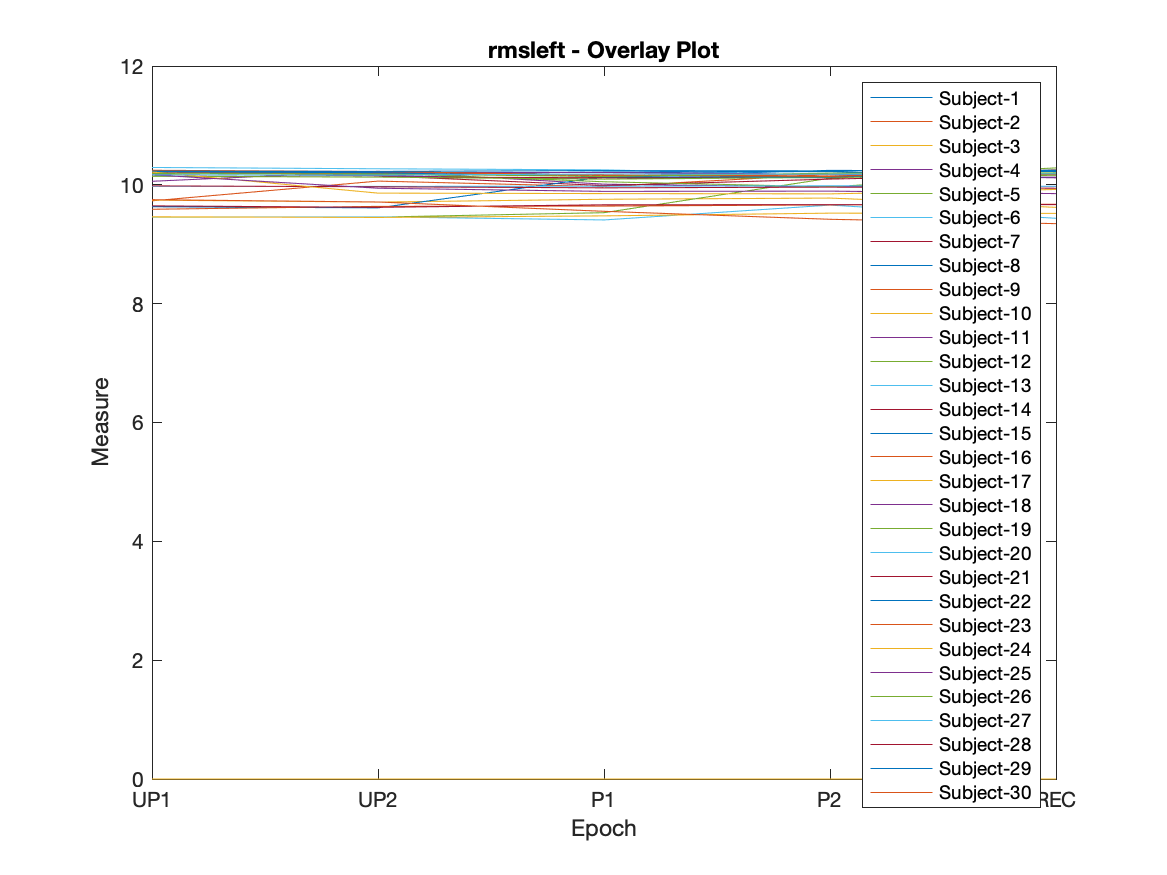 rmsleft - Overlay Plot
12
10
8
6
4
2
0
Measure
UP1 UP2 P1 P2 REC
Epoch
Subject-1
Subject-2
Subject-3
Subject-4
Subject-5
Subject-6
Subject-7
Subject-8
Subject-9
Subject-10
Subject-11
Subject-12
Subject-13
Subject-14
Subject-15
Subject-16
Subject-17
Subject-18
Subject-19
Subject-20
Subject-21
Subject-22
Subject-23
Subject-24
Subject-25
Subject-26
Subject-27
Subject-28
Subject-29
Subject-30